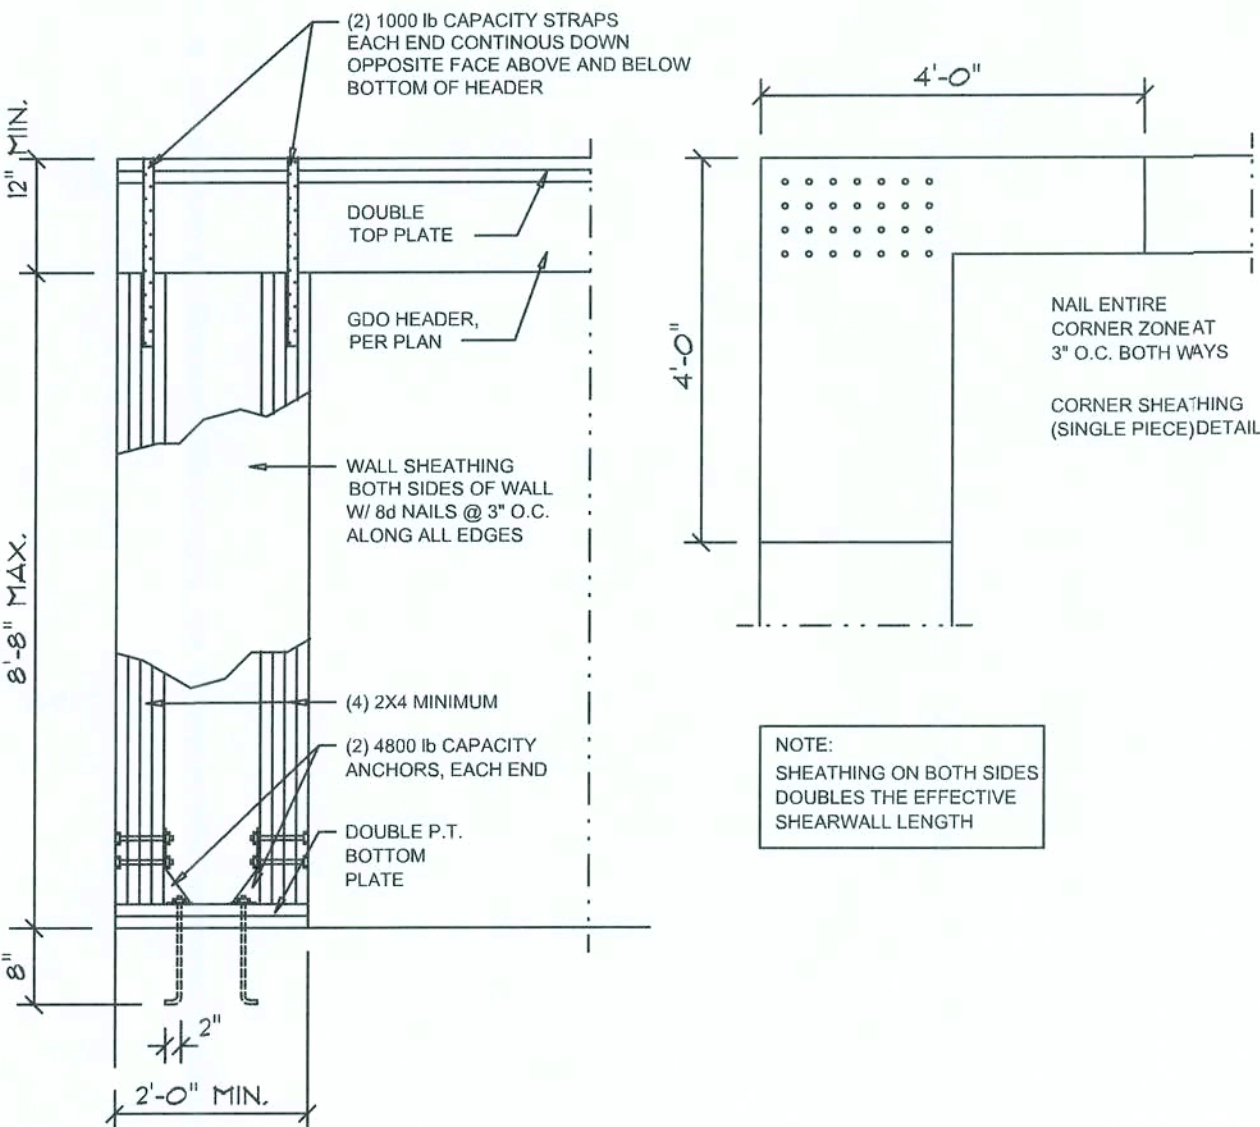 (2) 1000 lb CAPACITY STRAPS
EACH END CONTINOUS DOWN
OPPOSITE FACE ABOVE AND BELOW
BOTTOM OF HEADER
12" MIN.
DOUBLE
TOP PLATE
GDO HEADER,
PER PLAN
WALL SHEATHING
BOTH SIDES OF WALL
W/ 8d NAILS @ 3" O.C.
ALONG ALL EDGES
8'-8" MAX.
(4) 2X4 MINIMUM
(2) 4800 lb CAPACITY
ANCHORS, EACH END
DOUBLE P.T.
BOTTOM
PLATE
8"
2"
2'-0" MIN.
4'-0"
4'-0"
NAIL ENTIRE
CORNER ZONE AT
3" O.C. BOTH WAYS
CORNER SHEATHING
(SINGLE PIECE) DETAIL
NOTE:
SHEATHING ON BOTH SIDES
DOUBLES THE EFFECTIVE
SHEARWALL LENGTH